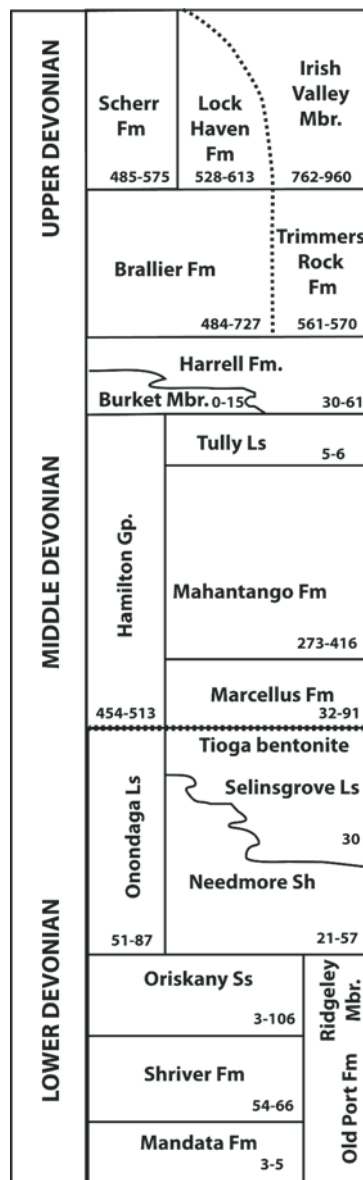 UPPER DEVONIAN
Scherr
Fm
485-575
Lock
Haven
Fm
528-613
Irish
Valley
Mbr.
762-960
Brallier Fm
484-727
Trimmers
Rock
Fm
561-570
Harrell Fm.
Burket Mbr. 0-15
30-61
MIDDLE DEVONIAN
Hamilton Gp.
454-513
Tully Ls
5-6
Mahantango Fm
273-416
Marcellus Fm
32-91
Tioga bentonite
Onondaga Ls
51-87
Selinsgrove Ls
30
Needmore Sh
21-57
LOWER DEVONIAN
Oriskany Ss
3-106
Ridgeley
Mbr.
Shriver Fm
54-66
Old Port Fm
Mandata Fm
3-5